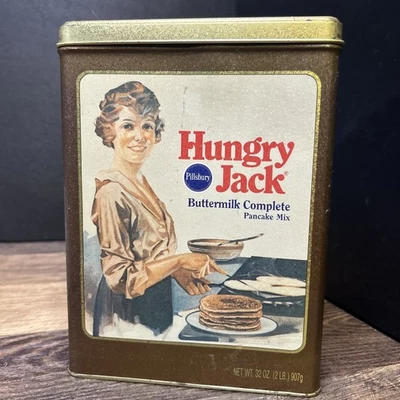 Hungry
Pillsbury Jack®
Buttermilk Complete
Pancake Mix
NET WT. 32 OZ. (2 LB.) 907g